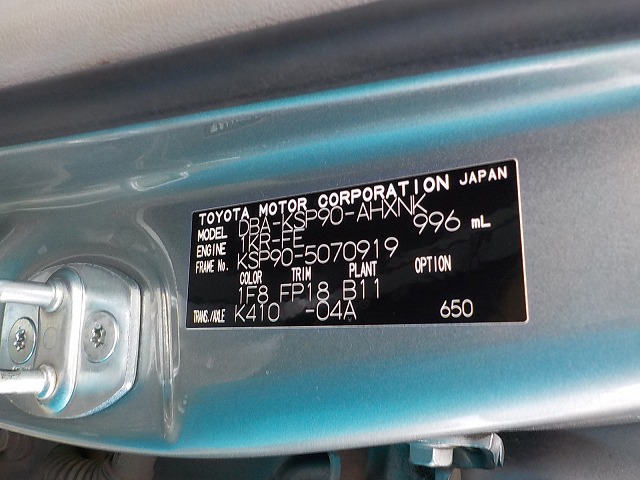 TOYOTA MOTOR CORPORATION JAPAN
MODEL DBA-KSP90-AHXNK
ENGINE 1KR-FE 996 mL
FRAME No. KSP90-5070919
COLOR TRIM PLANT OPTION
1F8 FP18 B11
TRANS./AXLE K410 -04A 650